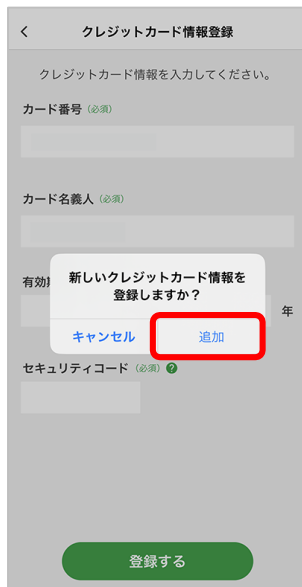 クレジットカード情報登録
クレジットカード情報を入力してください。
カード番号 (必須)
カード名義人 (必須)
新しいクレジットカード情報を
登録しますか？
有効
年
キャンセル 追加
セキュリティコード (必須) ?
登録する